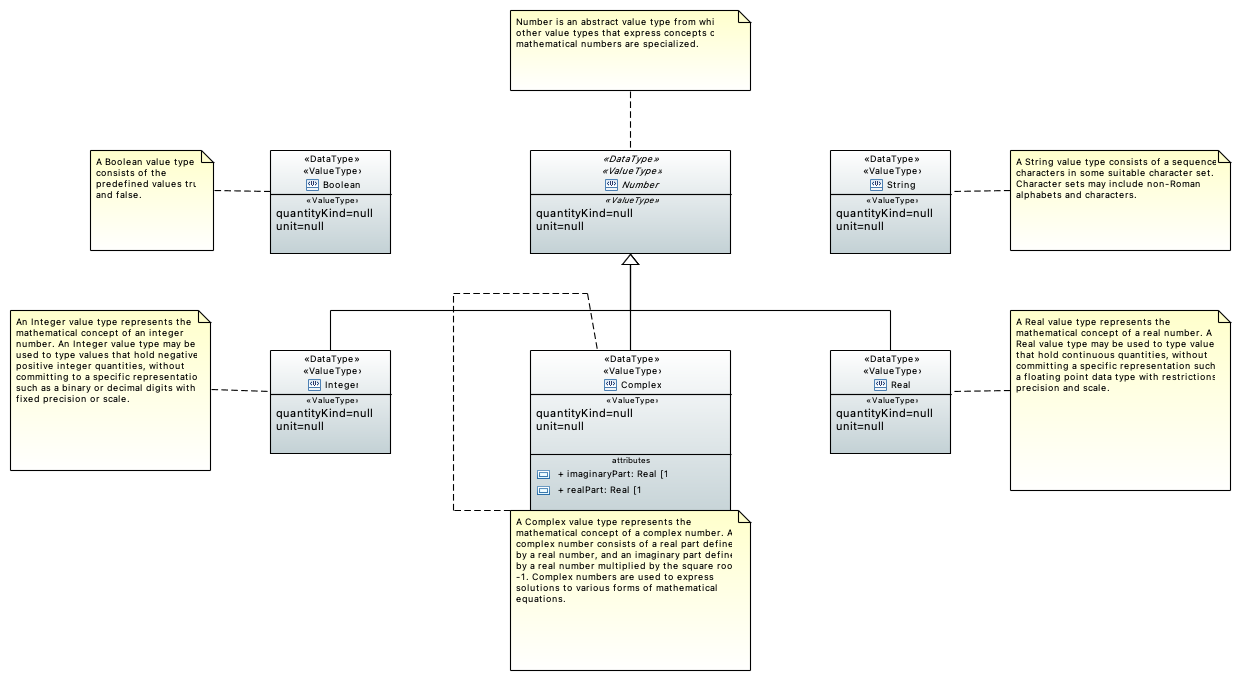 Number is an abstract value type from whi
other value types that express concepts
mathematical numbers are specialized.
A Boolean value type
consists of the
predefined values tru
and false.
«DataType»
«ValueType»
Boolean
«ValueType»
quantityKind=null
unit=null
«DataType»
«ValueType»
Number
«ValueType»
quantityKind=null
unit=null
«DataType»
«ValueType»
String
«ValueType»
quantityKind=null
unit=null
A String value type consists of a sequence
characters in some suitable character set.
Character sets may include non-Roman
alphabets and characters.
An Integer value type represents the
mathematical concept of an integer
number. An Integer value type may be
used to type values that hold negative
positive integer quantities, without
committing to a specific representatio
such as a binary or decimal digits with
fixed precision or scale.
«DataType»
«ValueType»
Integer
«ValueType»
quantityKind=null
unit=null
«DataType»
«ValueType»
Complex
«ValueType»
quantityKind=null
unit=null
attributes
+ imaginaryPart: Real [1
+ realPart: Real [1
«DataType»
«ValueType»
Real
«ValueType»
quantityKind=null
unit=null
A Real value type represents the
mathematical concept of a real number. A
Real value type may be used to type value
that hold continuous quantities, without
committing a specific representation such
a floating point data type with restrictions
precision and scale.
A Complex value type represents the
mathematical concept of a complex number. A
complex number consists of a real part define
by a real number, and an imaginary part define
by a real number multiplied by the square roo
-1. Complex numbers are used to express
solutions to various forms of mathematical
equations.